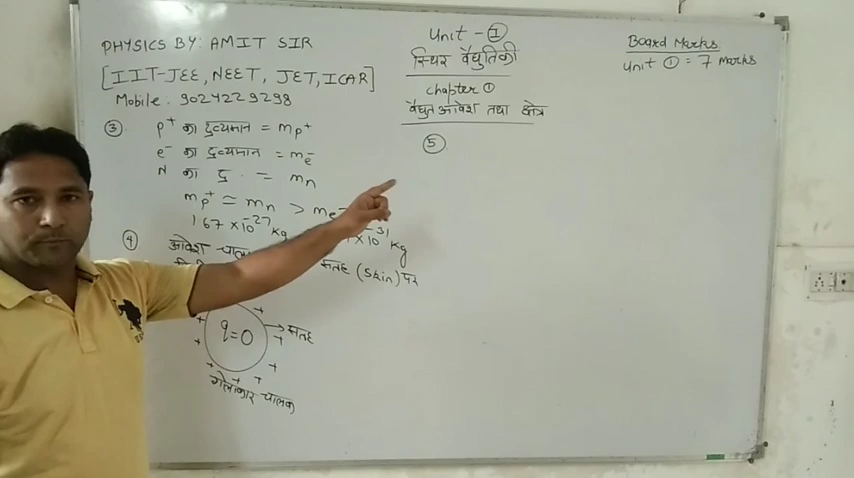 PHYSICS BY: AMIT SIR
[IIT-JEE, NEET, JET, ICAR]
Mobile. 9024229298
Unit - ①
स्थिर वैद्युतिकी
chapter ①
वैद्युत आवेश तथा क्षेत्र
Board Marks
Unit ① = 7 marks
③ p⁺ का द्रव्यमान = mp⁺
e⁻ का द्रव्यमान = me⁻
N का द्र. = mn
mp⁺ ≃ mn > me⁻
1.67 × 10⁻²⁷ kg × 10⁻³¹ kg
④ आवेश सतह (skin) पर
q=0 → सतह
गोलाकार चालक
⑤